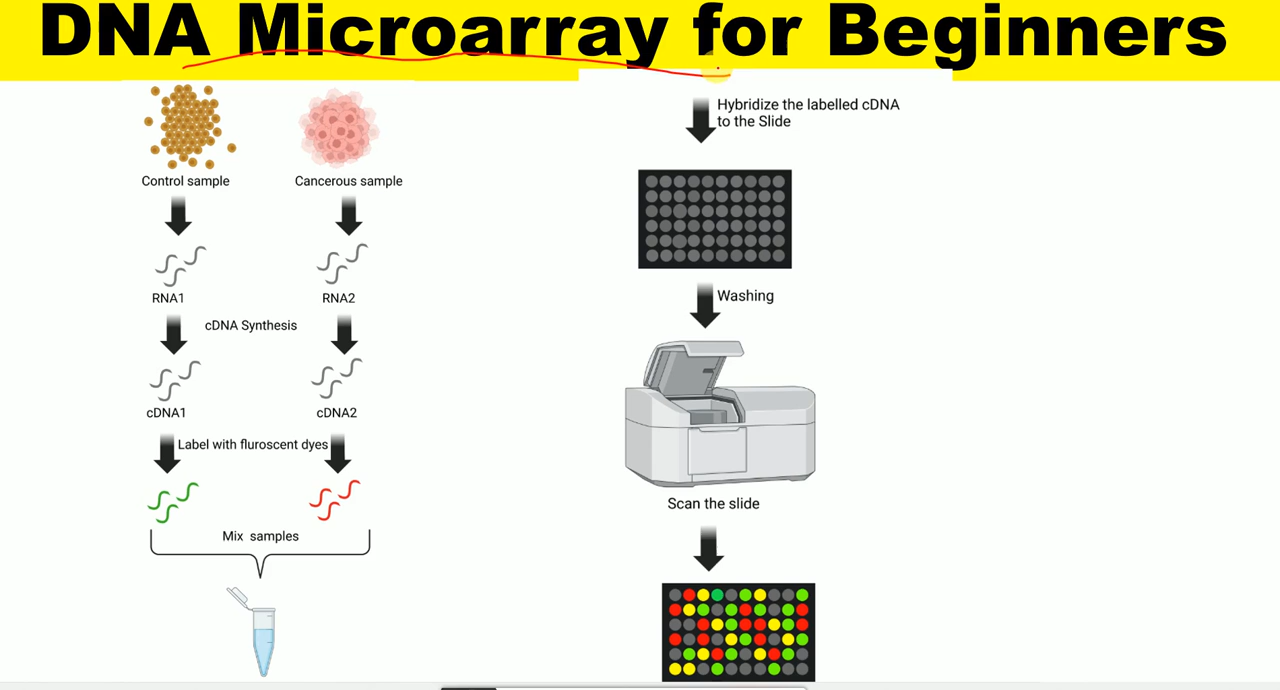 DNA Microarray for Beginners
Control sample
Cancerous sample
RNA1
RNA2
cDNA Synthesis
cDNA1
cDNA2
Label with fluroscent dyes
Mix samples
Hybridize the labelled cDNA
to the Slide
Washing
Scan the slide